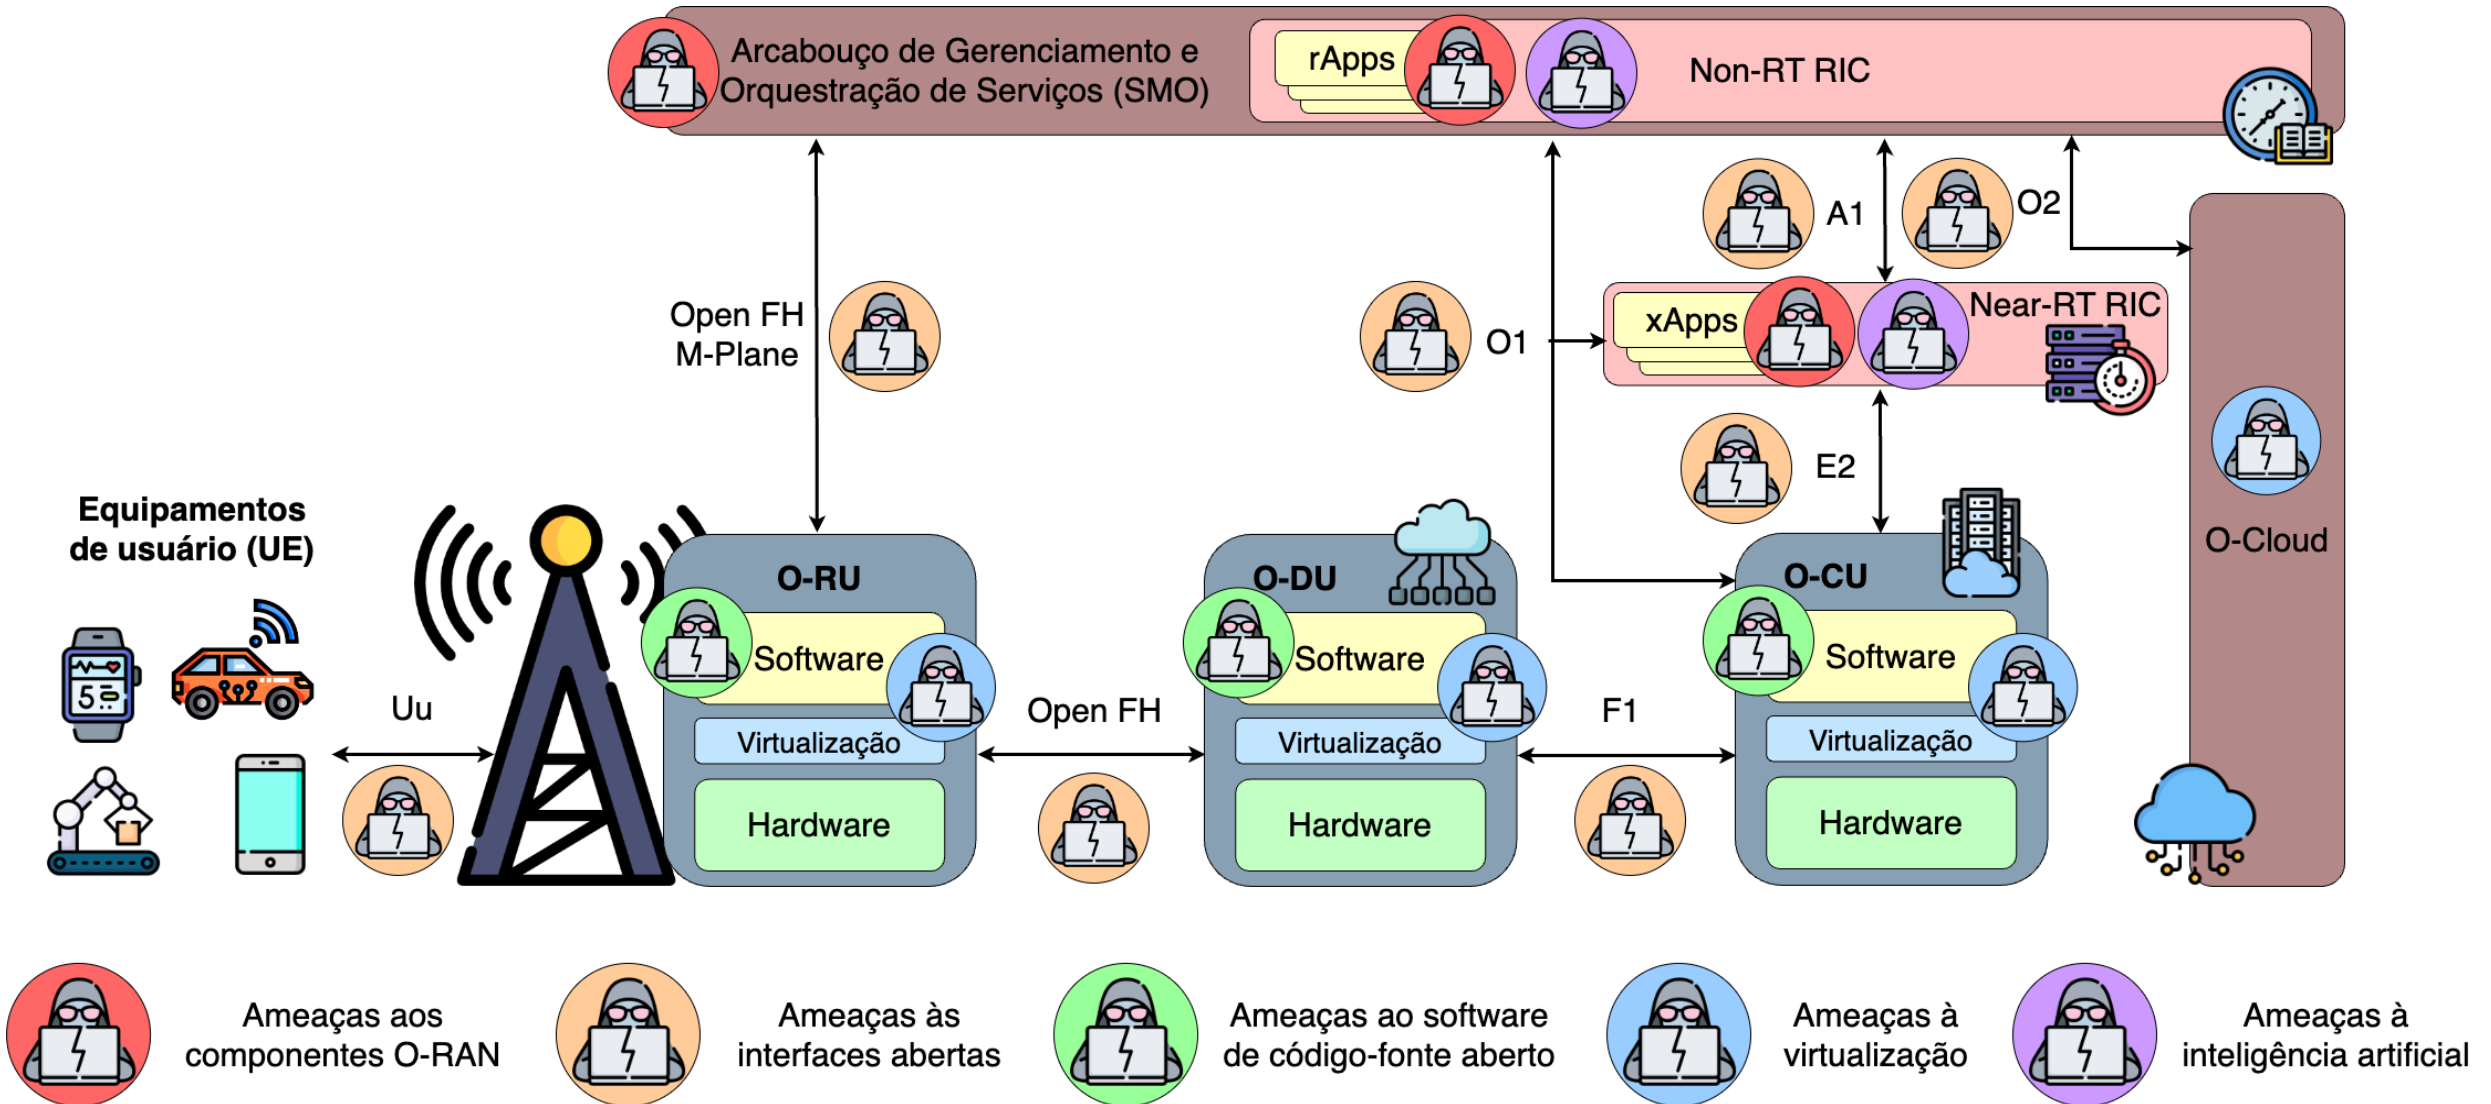 Arcabouço de Gerenciamento e
Orquestração de Serviços (SMO)
rApps
Non-RT RIC
A1
O2
Open FH
M-Plane
O1
xApps
Near-RT RIC
E2
O-Cloud
Equipamentos
de usuário (UE)
Uu
O-RU
Software
Virtualização
Hardware
Open FH
O-DU
Software
Virtualização
Hardware
F1
O-CU
Software
Virtualização
Hardware
Ameaças aos
componentes O-RAN
Ameaças às
interfaces abertas
Ameaças ao software
de código-fonte aberto
Ameaças à
virtualização
Ameaças à
inteligência artificial
5